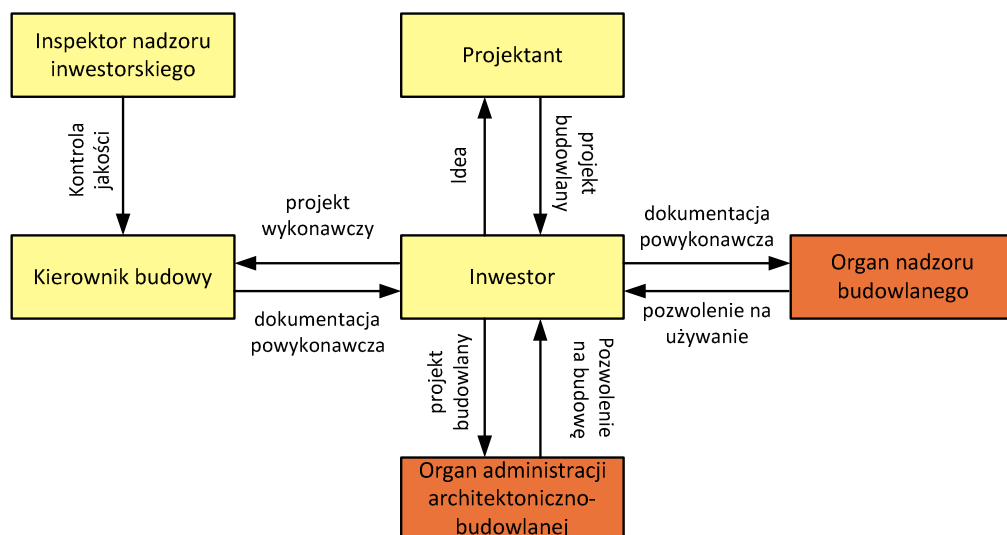 Inspektor nadzoru
inwestorskiego
Projektant
Kontrola
jakości
Idea
projekt
budowlany
projekt
wykonawczy
dokumentacja
powykonawcza
Kierownik budowy
Inwestor
Organ nadzoru
budowlanego
dokumentacja
powykonawcza
pozwolenie na
używanie
projekt
budowlany
Pozwolenie
na budowę
Organ administracji
architektoniczno-
budowlanej